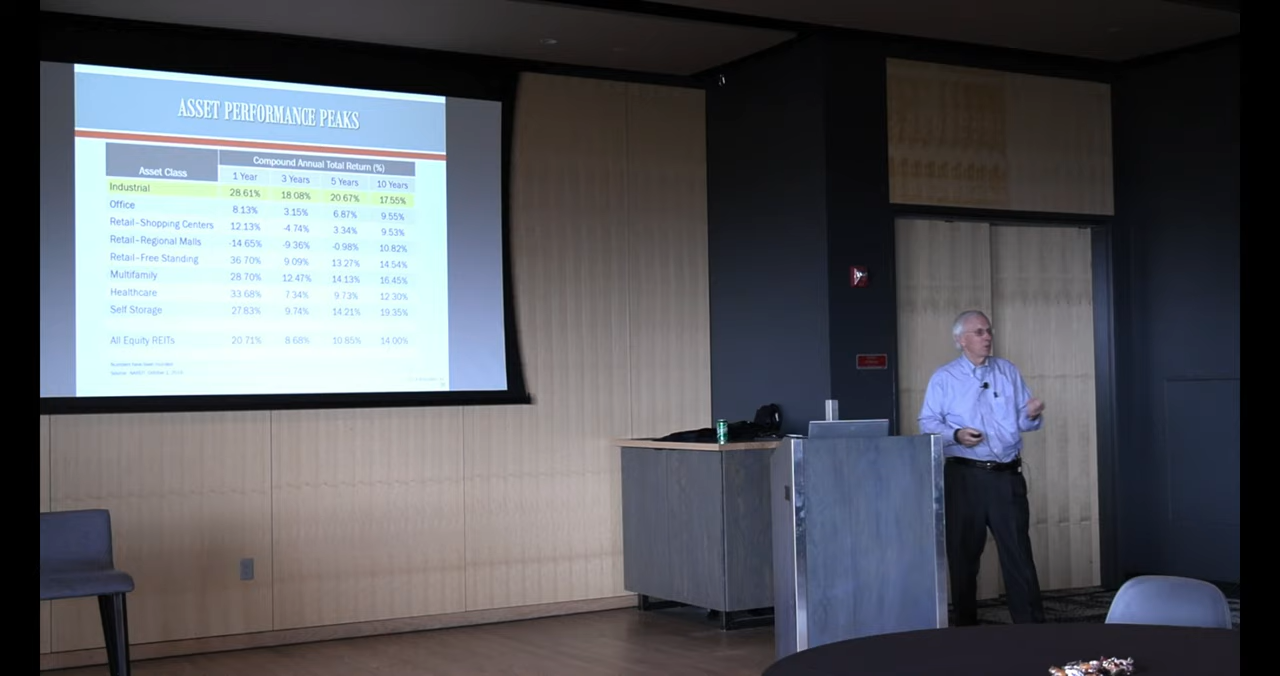 ASSET PERFORMANCE PEAKS
Asset Class Compound Annual Total Return (%)
1 Year 3 Years 5 Years 10 Years
Industrial 28.61% 18.08% 20.67% 17.55%
Office 8.13% 3.15% 6.87% 9.55%
Retail-Shopping Centers 12.13% -4.74% 3.34% 9.53%
Retail-Regional Malls -14.65% -9.36% -0.98% 10.82%
Retail-Free Standing 36.70% 9.09% 13.27% 14.54%
Multifamily 28.70% 12.47% 14.13% 16.45%
Healthcare 33.68% 7.34% 9.73% 12.30%
Self Storage 27.83% 9.74% 14.21% 19.35%
All Equity REITs 20.71% 8.68% 10.85% 14.00%